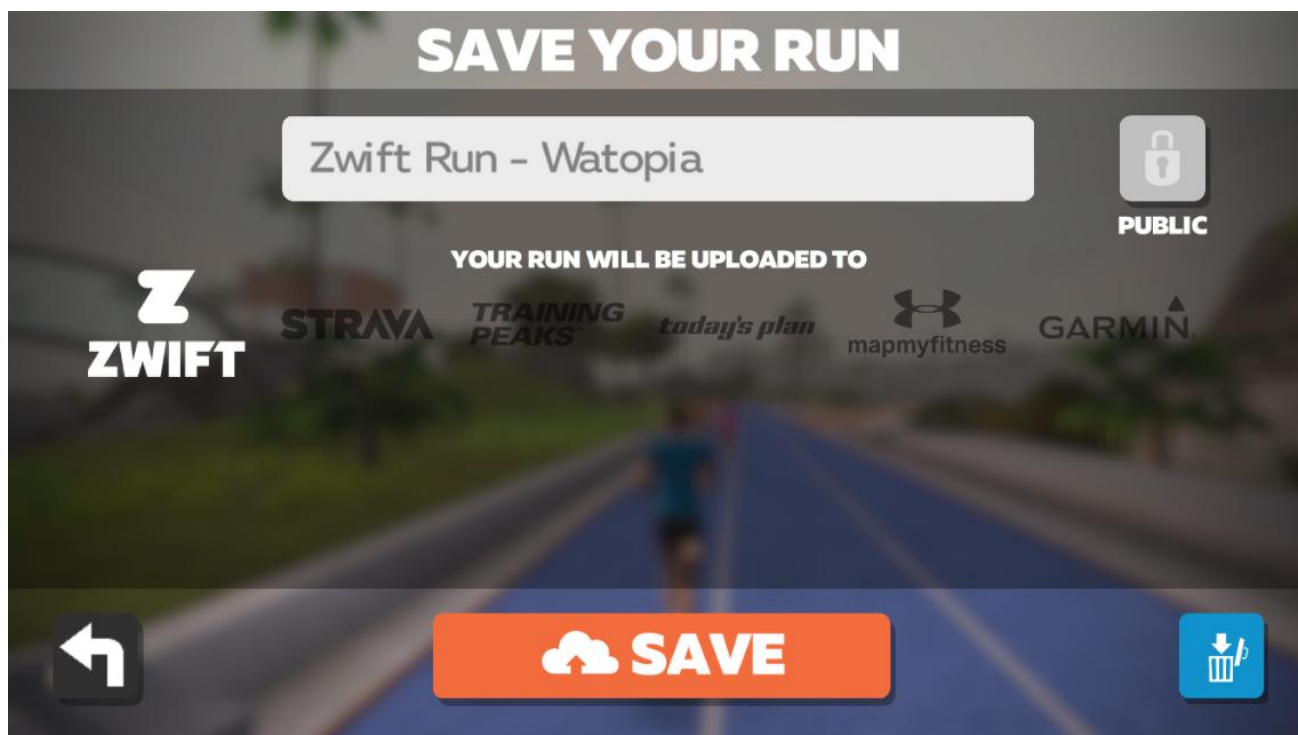 SAVE YOUR RUN
Zwift Run - Watopia
PUBLIC
YOUR RUN WILL BE UPLOADED TO
ZWIFT
STRAVA
TRAINING
PEAKS
today's plan
mapmyfitness
GARMIN.
SAVE